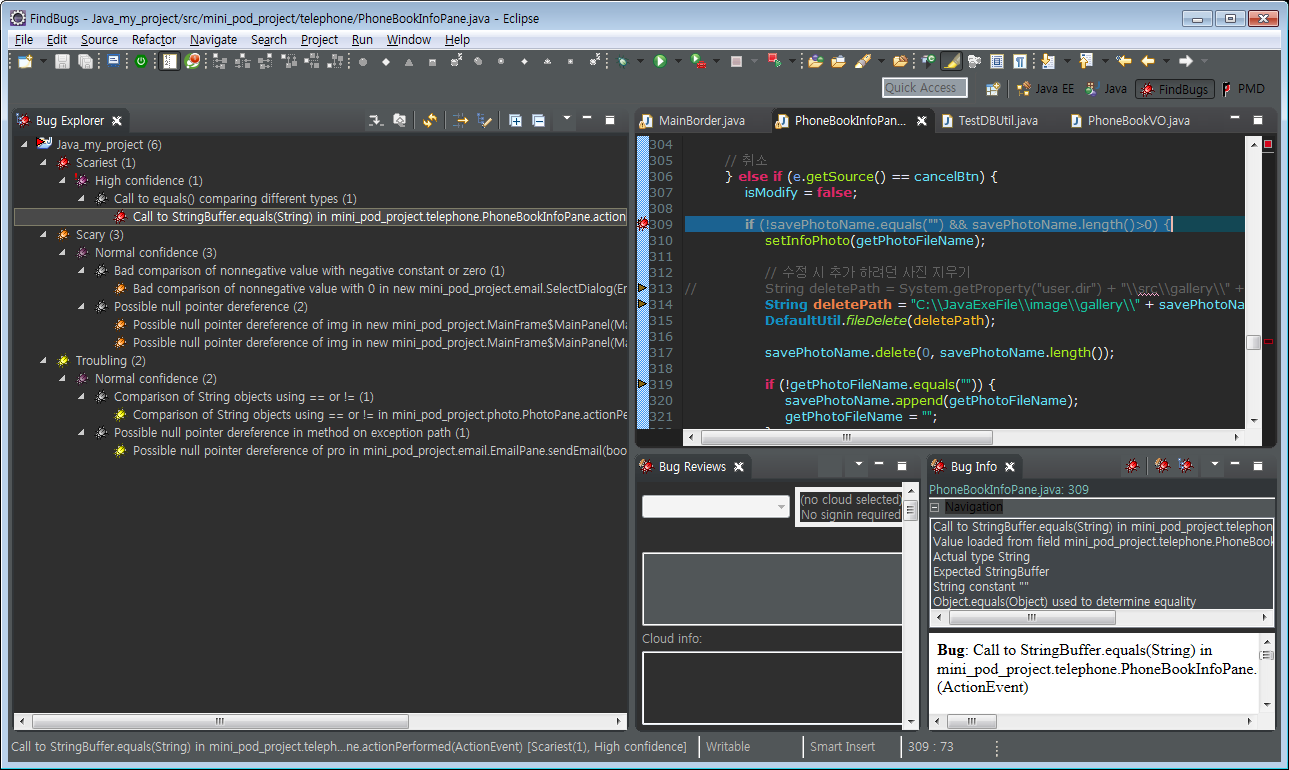 FindBugs - Java_my_project/src/mini_pod_project/telephone/PhoneBookInfoPane.java - Eclipse
File Edit Source Refactor Navigate Search Project Run Window Help
Quick Access
Java EE Java FindBugs PMD
Bug Explorer
Java_my_project (6)
Scariest (1)
High confidence (1)
Call to equals() comparing different types (1)
Call to StringBuffer.equals(String) in mini_pod_project.telephone.PhoneBookInfoPane.action
Scary (3)
Normal confidence (3)
Bad comparison of nonnegative value with negative constant or zero (1)
Bad comparison of nonnegative value with 0 in new mini_pod_project.email.SelectDialog(Em
Possible null pointer dereference (2)
Possible null pointer dereference of img in new mini_pod_project.MainFrame$MainPanel(Ma
Possible null pointer dereference of img in new mini_pod_project.MainFrame$MainPanel(Ma
Troubling (2)
Normal confidence (2)
Comparison of String objects using == or != (1)
Comparison of String objects using == or != in mini_pod_project.photo.PhotoPane.actionPe
Possible null pointer dereference in method on exception path (1)
Possible null pointer dereference of pro in mini_pod_project.email.EmailPane.sendEmail(boo
MainBorder.java PhoneBookInfoPan... TestDBUtil.java PhoneBookVO.java
304
305 // 취소
306 } else if (e.getSource() == cancelBtn) {
307 isModify = false;
308
309 if (!savePhotoName.equals("") && savePhotoName.length()>0) {
310 setInfoPhoto(getPhotoFileName);
311
312 // 수정 시 추가 하려던 사진 지우기
313 // String deletePath = System.getProperty("user.dir") + "\\src\\gallery\\" +
314 String deletePath = "C:\\JavaExeFile\\image\\gallery\\" + savePhotoNa
315 DefaultUtil.fileDelete(deletePath);
316
317 savePhotoName.delete(0, savePhotoName.length());
318
319 if (!getPhotoFileName.equals("")) {
320 savePhotoName.append(getPhotoFileName);
321 getPhotoFileName = "";
Bug Reviews
(no cloud selected)
No signin required
Cloud info:
Bug Info
PhoneBookInfoPane.java: 309
Navigation
Call to StringBuffer.equals(String) in mini_pod_project.telephon
Value loaded from field mini_pod_project.telephone.PhoneBook
Actual type String
Expected StringBuffer
String constant ""
Object.equals(Object) used to determine equality
Bug: Call to StringBuffer.equals(String) in
mini_pod_project.telephone.PhoneBookInfoPane.
(ActionEvent)
Call to StringBuffer.equals(String) in mini_pod_project.teleph...ne.actionPerformed(ActionEvent) [Scariest(1), High confidence] Writable Smart Insert 309 : 73